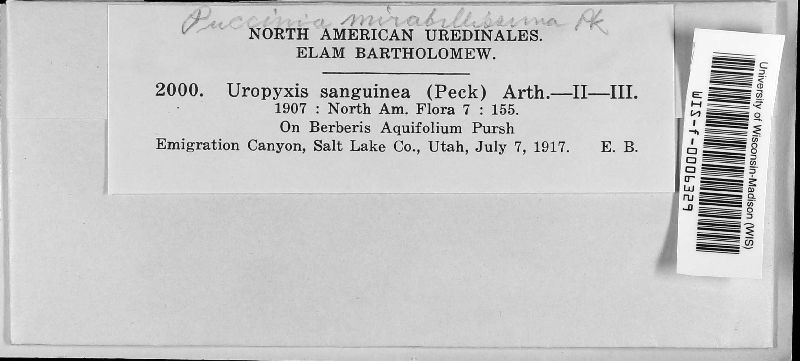 Puccinia mirabilissima Pk
NORTH AMERICAN UREDINALES.
ELAM BARTHOLOMEW.
2000. Uropyxis sanguinea (Peck) Arth.—II—III.
1907 : North Am. Flora 7 : 155.
On Berberis Aquifolium Pursh
Emigration Canyon, Salt Lake Co., Utah, July 7, 1917. E. B.
University of Wisconsin-Madison (WIS)
WIS-f-0009329